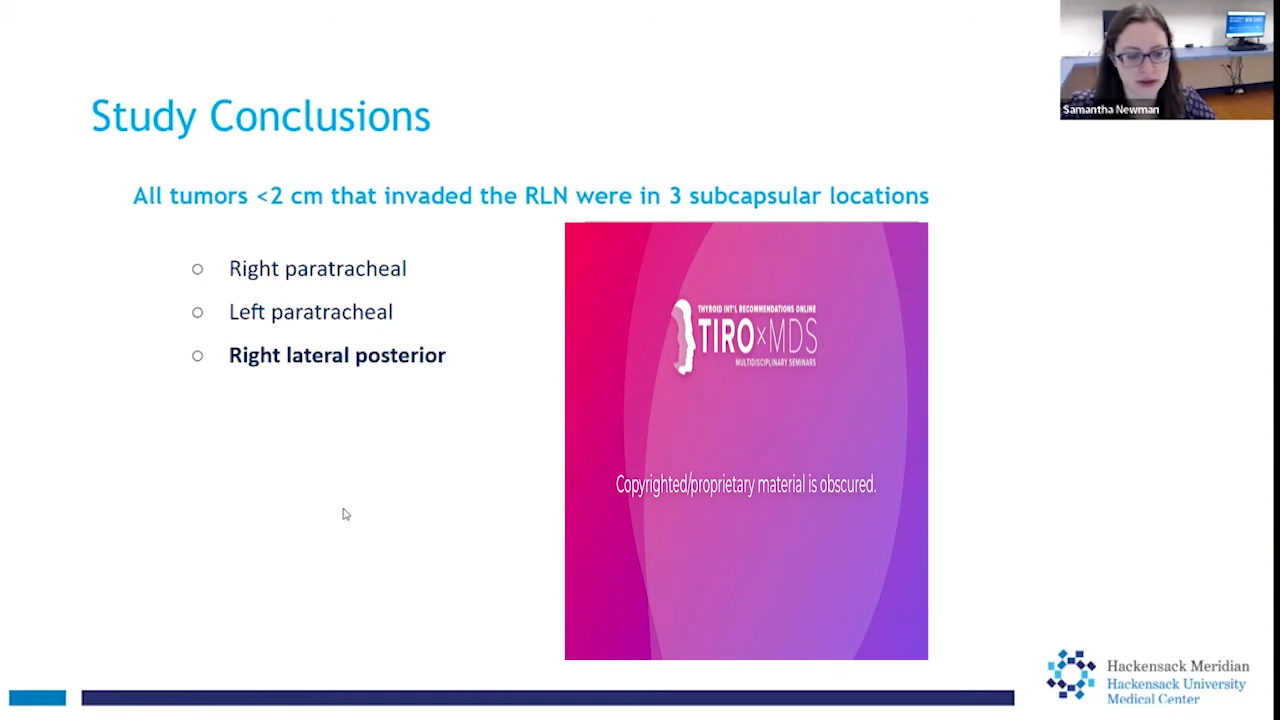 Samantha Newman
Study Conclusions
All tumors <2 cm that invaded the RLN were in 3 subcapsular locations
Right paratracheal
Left paratracheal
Right lateral posterior
THYROID INT'L RECOMMENDATIONS ONLINE
TIRO×MDS
MULTIDISCIPLINARY SEMINARS
Copyrighted/proprietary material is obscured.
Hackensack Meridian
Hackensack University
Medical Center